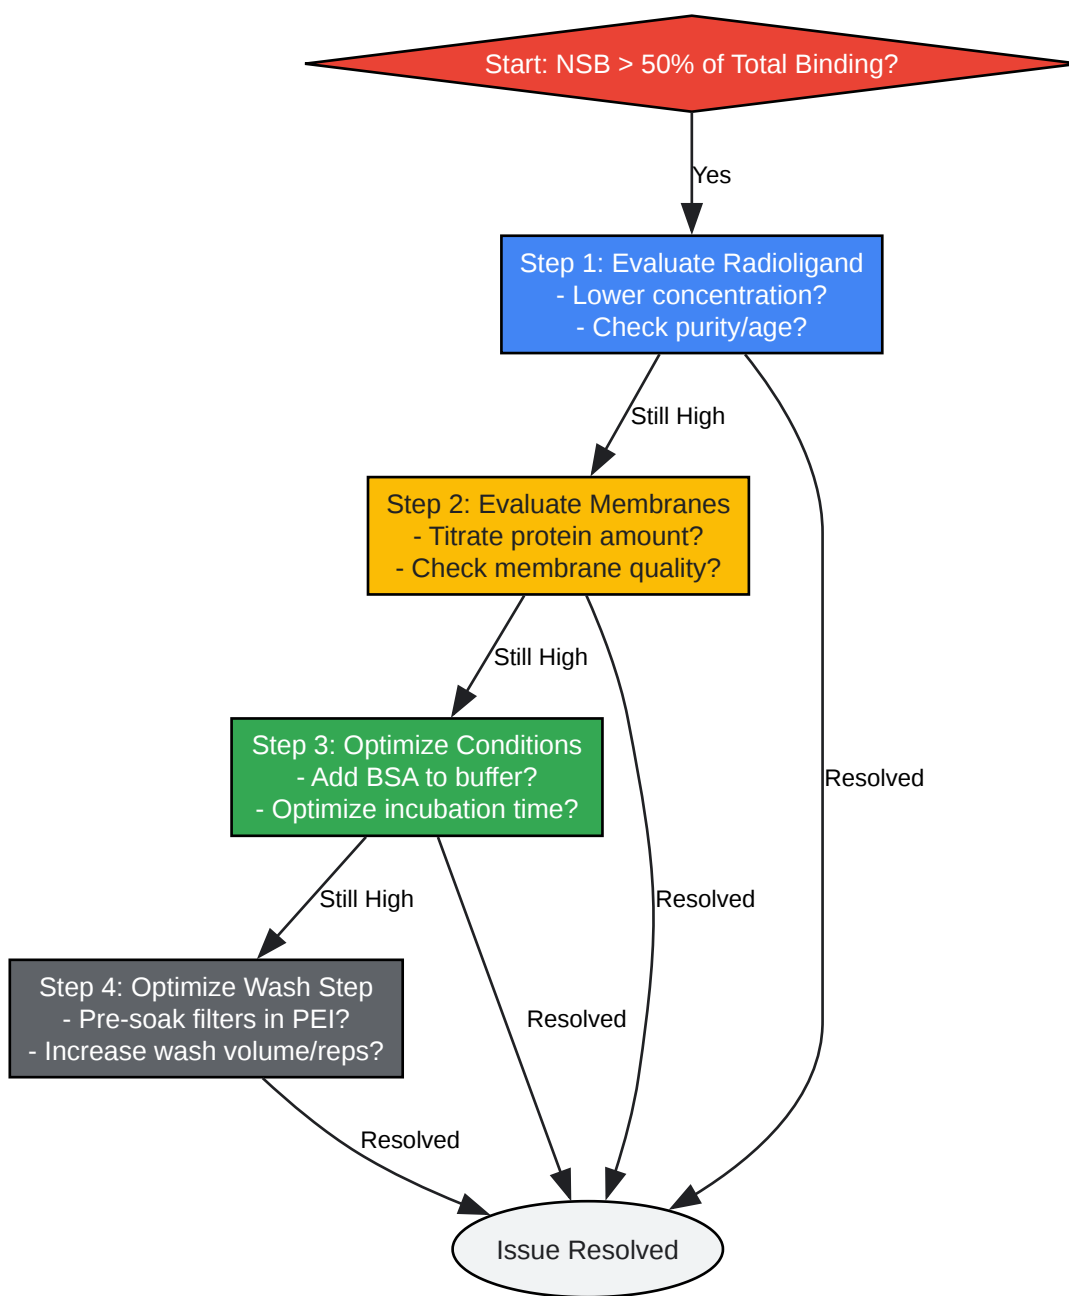 Start: NSB > 50% of Total Binding?
Yes
Step 1: Evaluate Radioligand
- Lower concentration?
- Check purity/age?
Still High
Step 2: Evaluate Membranes
- Titrate protein amount?
- Check membrane quality?
Still High
Step 3: Optimize Conditions
- Add BSA to buffer?
- Optimize incubation time?
Resolved
Still High
Resolved
Step 4: Optimize Wash Step
- Pre-soak filters in PEI?
- Increase wash volume/reps?
Resolved
Resolved
Issue Resolved